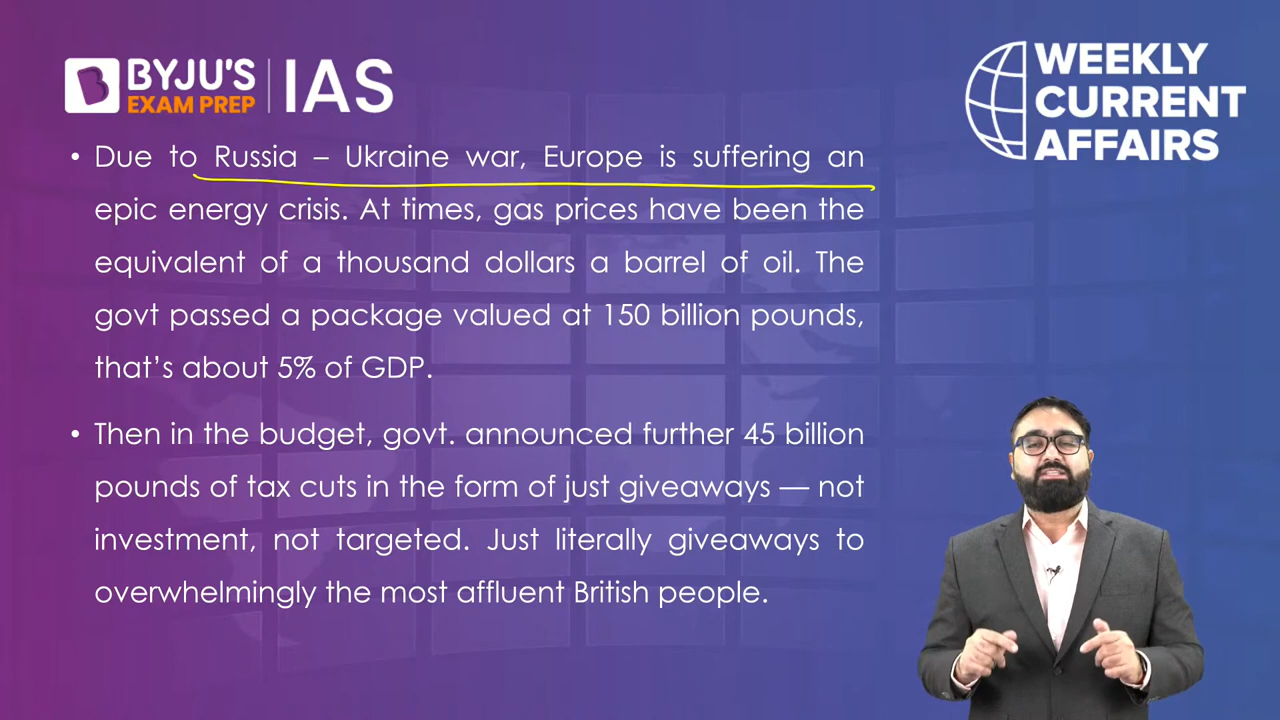 BYJU'S
EXAM PREP
IAS
WEEKLY
CURRENT
AFFAIRS
• Due to Russia – Ukraine war, Europe is suffering an
epic energy crisis. At times, gas prices have been the
equivalent of a thousand dollars a barrel of oil. The
govt passed a package valued at 150 billion pounds,
that's about 5% of GDP.
• Then in the budget, govt. announced further 45 billion
pounds of tax cuts in the form of just giveaways — not
investment, not targeted. Just literally giveaways to
overwhelmingly the most affluent British people.